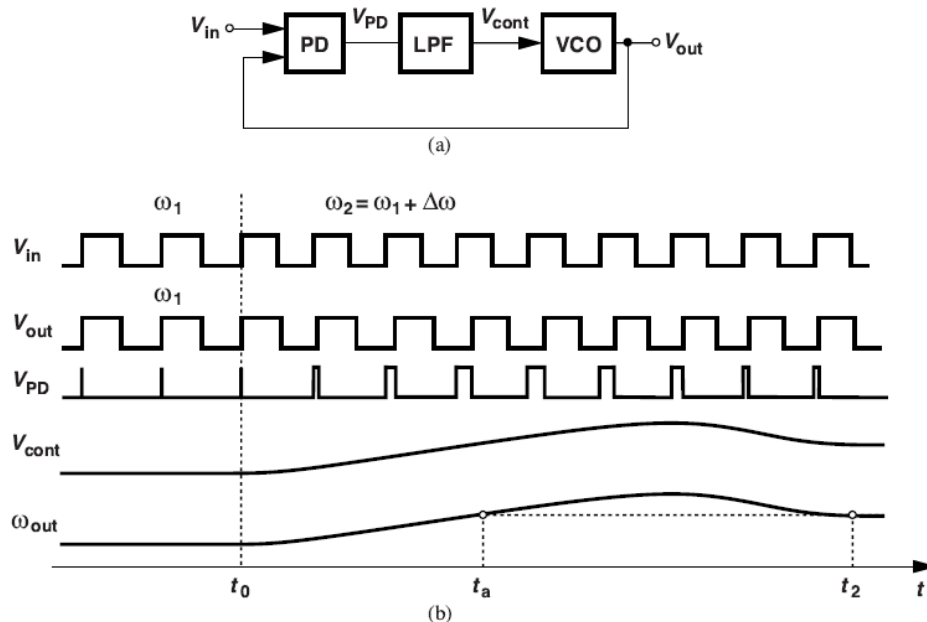 V_in PD V_PD LPF V_cont VCO V_out
(a)
ω₁ ω₂ = ω₁ + Δω
V_in
ω₁
V_out
V_PD
V_cont
ω_out
t₀ t_a t₂ t
(b)